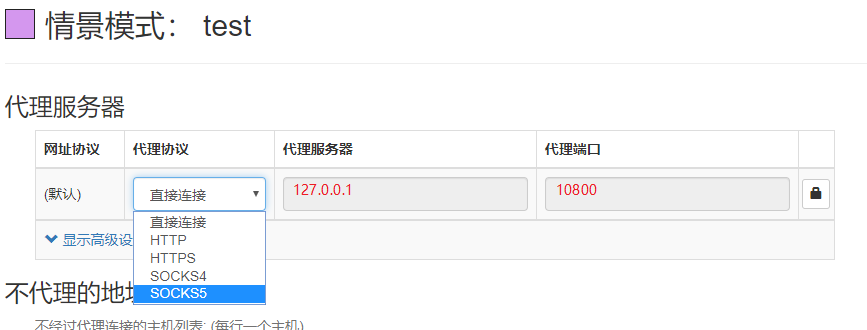 情景模式： test
代理服务器
网址协议 代理协议 代理服务器 代理端口
(默认) 直接连接 127.0.0.1 10800
直接连接
HTTP
显示高级设
HTTPS
SOCKS4
SOCKS5
不代理的地
不经过代理连接的主机列表: (每行一个主机)